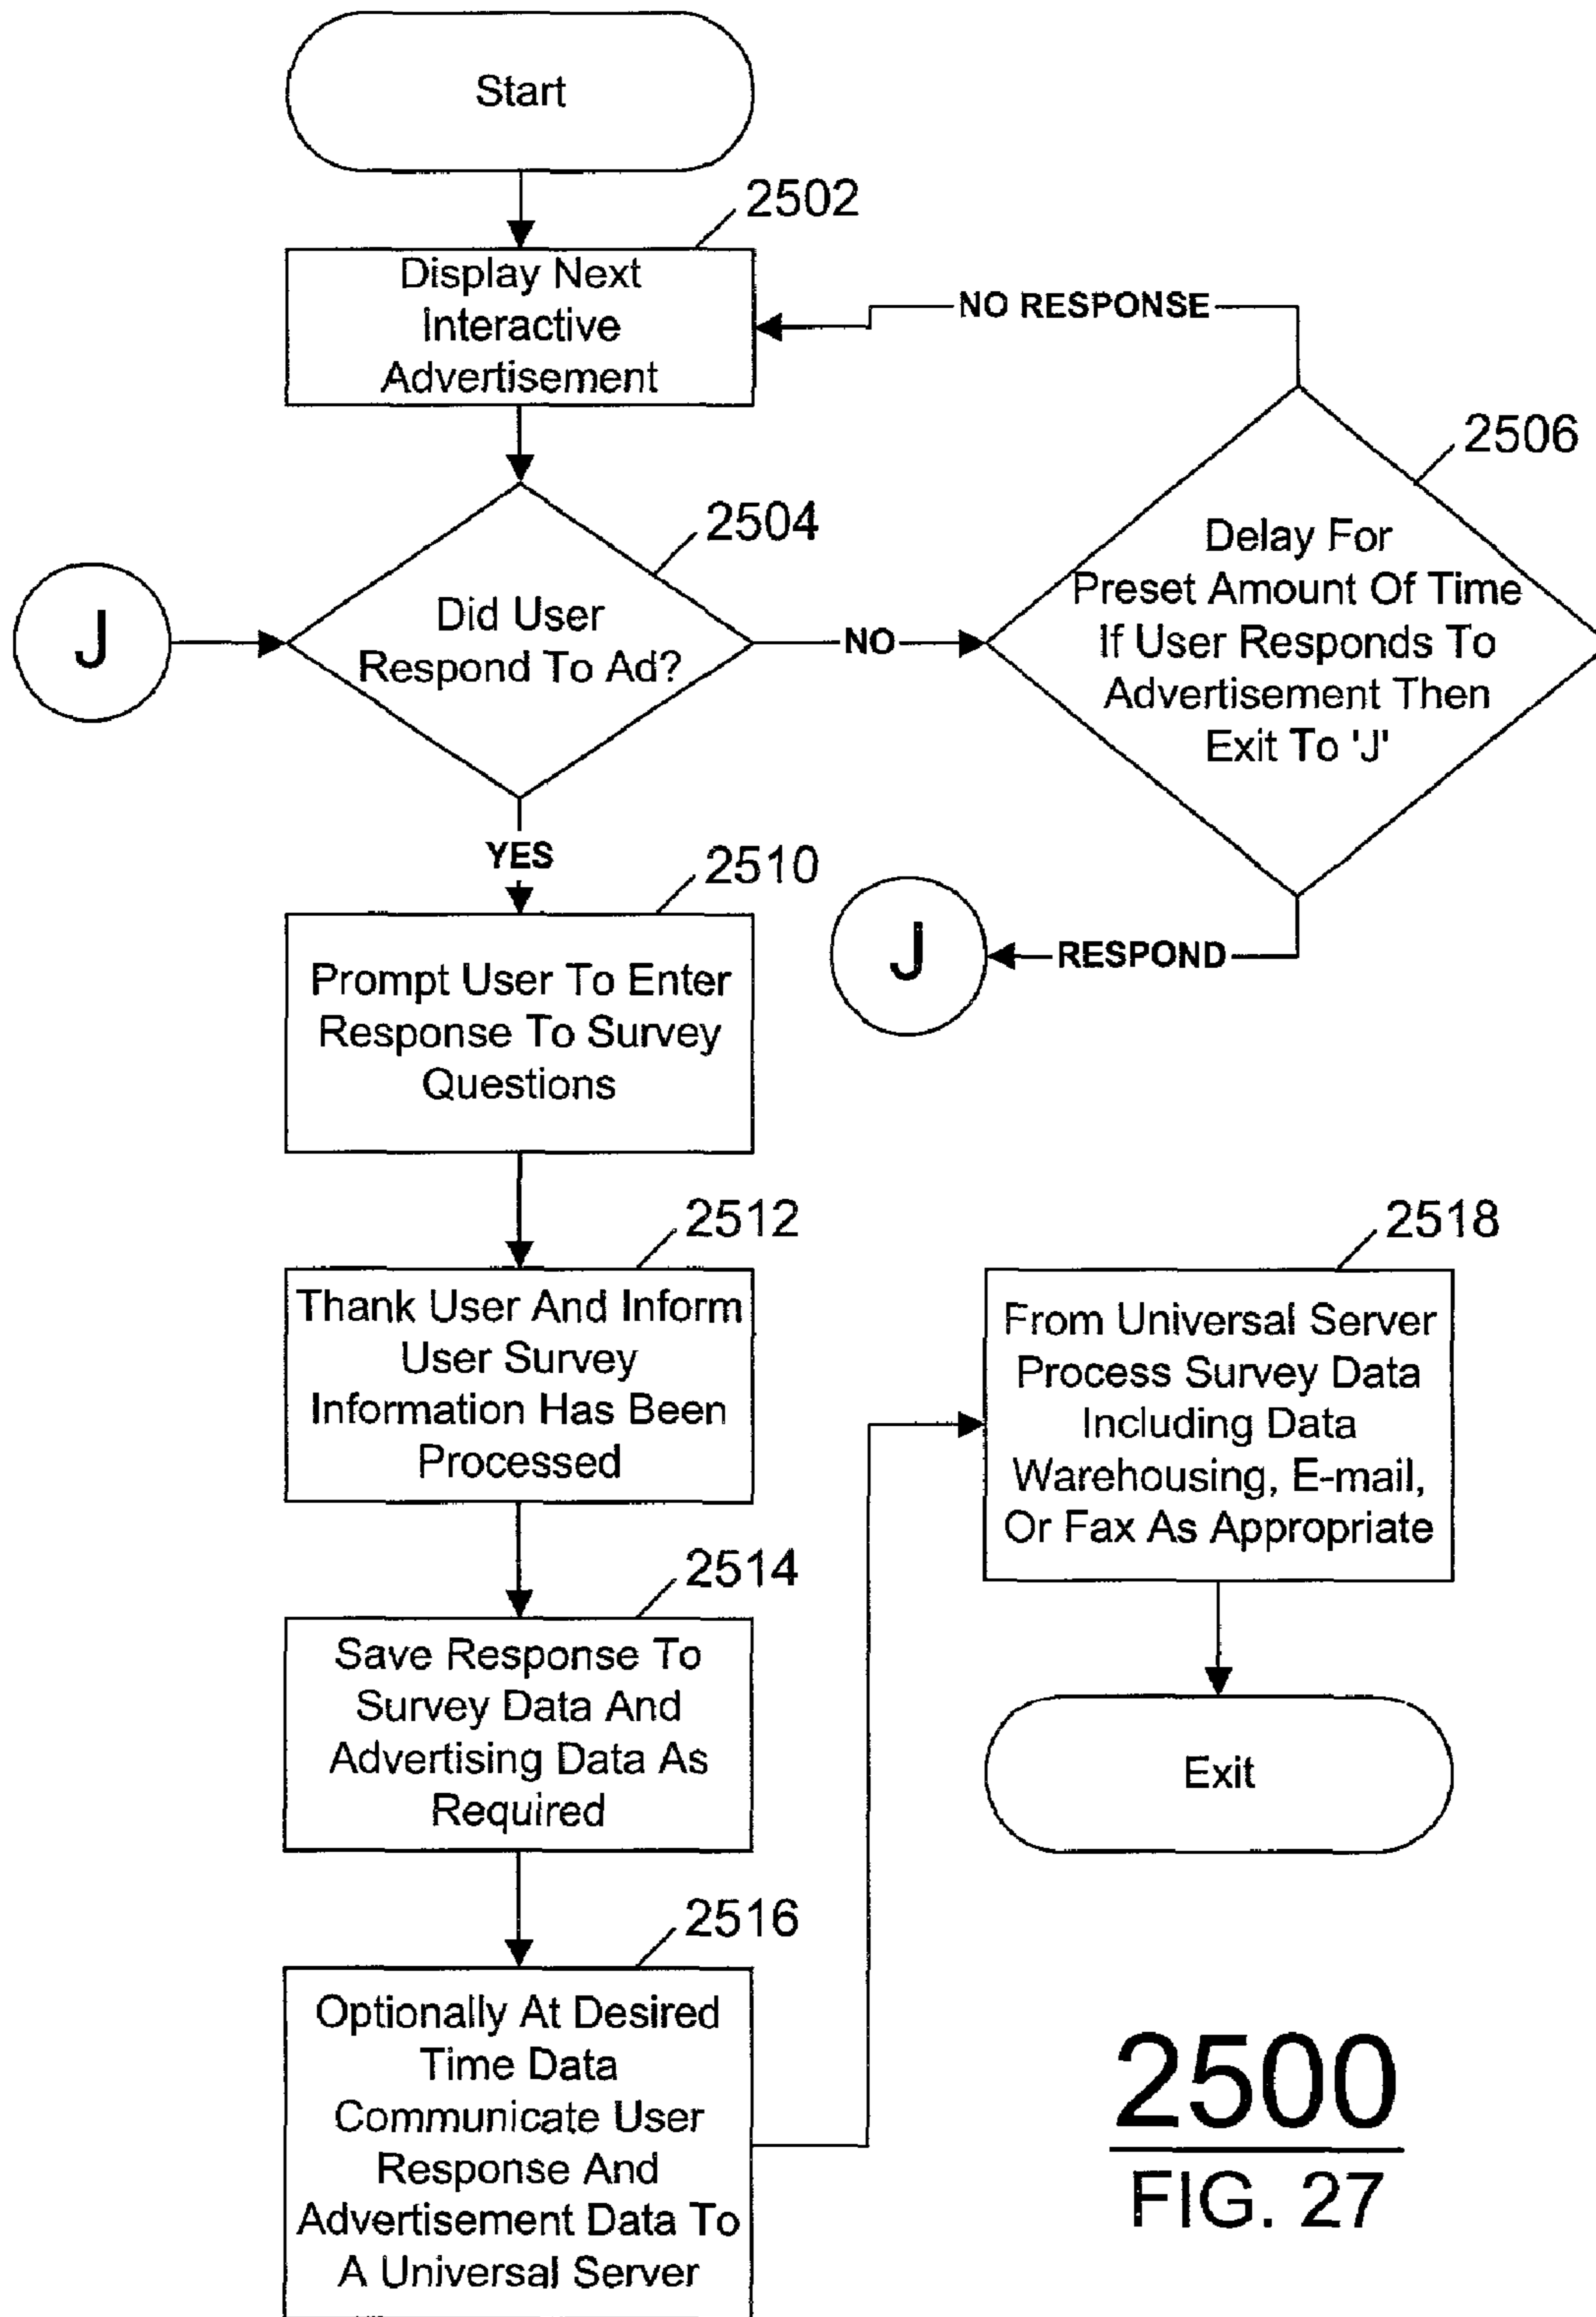 Start
2502
Display Next
Interactive
Advertisement
NO RESPONSE
2506
2504
Did User
Respond To Ad?
J
NO
Delay For
Preset Amount Of Time
If User Responds To
Advertisement Then
Exit To 'J'
YES
2510
J
RESPOND
Prompt User To Enter
Response To Survey
Questions
2512
Thank User And Inform
User Survey
Information Has Been
Processed
2514
Save Response To
Survey Data And
Advertising Data As
Required
2516
Optionally At Desired
Time Data
Communicate User
Response And
Advertisement Data To
A Universal Server
2518
From Universal Server
Process Survey Data
Including Data
Warehousing, E-mail,
Or Fax As Appropriate
Exit
2500
FIG. 27